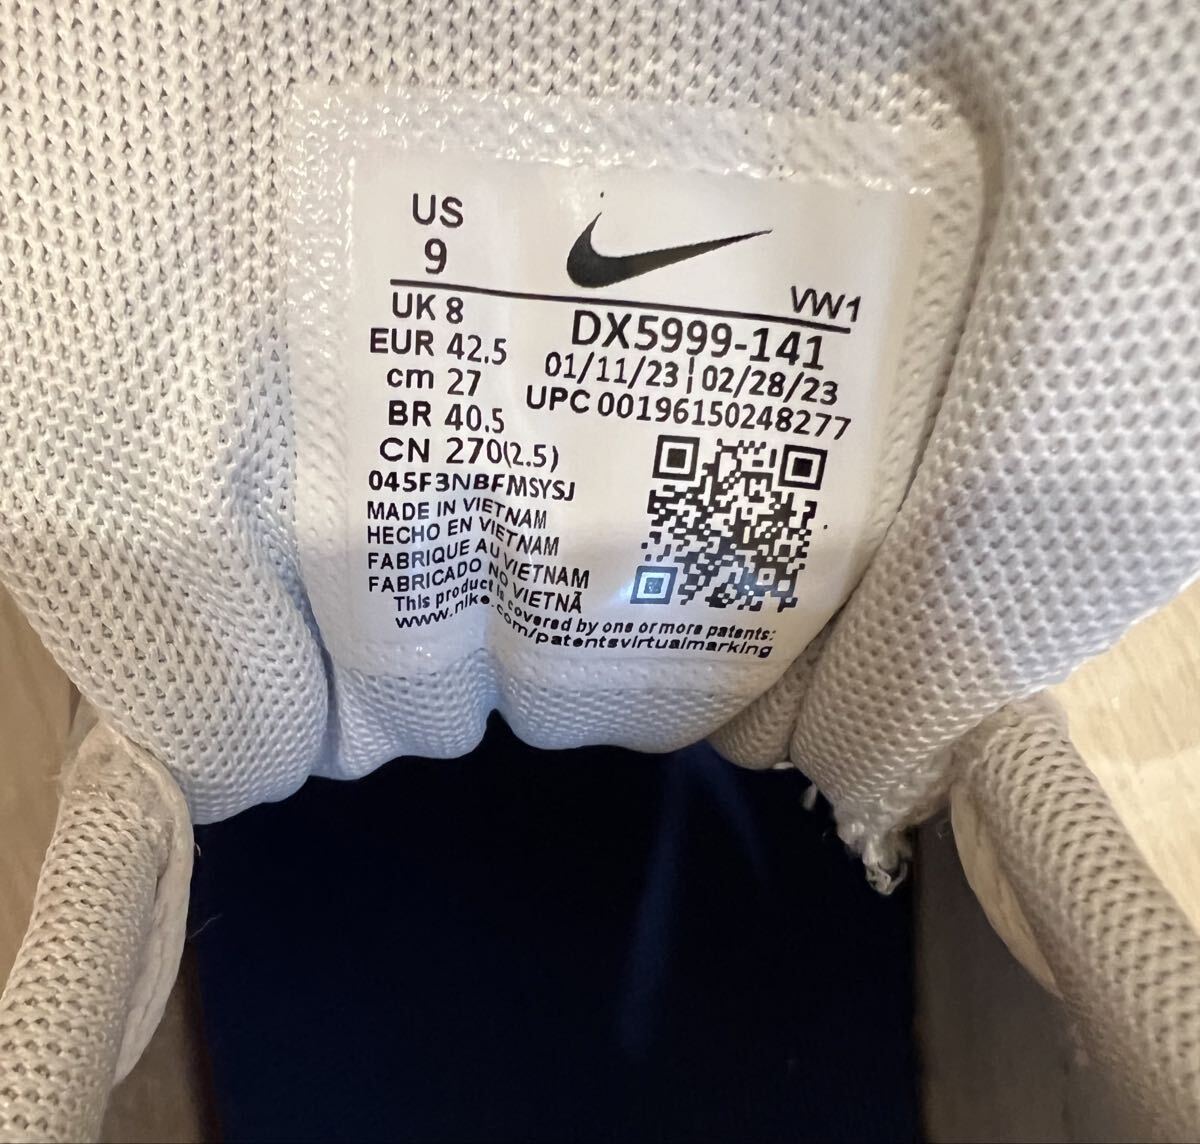 US
9
VW1
UK 8
EUR 42.5
cm 27
BR 40.5
CN 270(2.5)
DX5999-141
01/11/23 | 02/28/23
UPC 00196150248277
045F3NBFMSYSJ
MADE IN VIETNAM
HECHO EN VIETNAM
FABRIQUE AU VIETNAM
FABRICADO NO VIETNÃ
This product is covered by one or more patents:
www.nike.com/patentsvirtualmarking